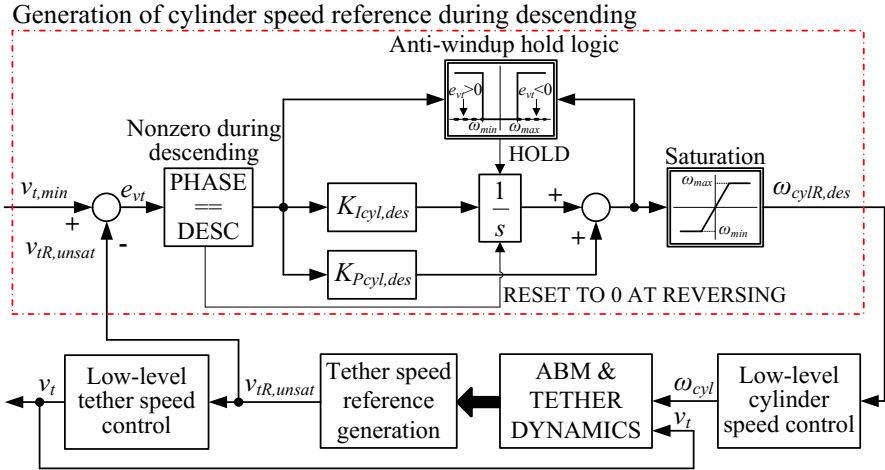 Generation of cylinder speed reference during descending
Anti-windup hold logic
e_vt>0
e_vt<0
ω_min
ω_max
Nonzero during
descending
HOLD
Saturation
v_t,min
e_vt
PHASE
==
DESC
K_Icyl,des
1
s
+
+
ω_max
ω_min
ω_cylR,des
+
-
v_tR,unsat
K_Pcyl,des
RESET TO 0 AT REVERSING
v_t
Low-level
tether speed
control
v_tR,unsat
Tether speed
reference
generation
ABM &
TETHER
DYNAMICS
ω_cyl
v_t
Low-level
cylinder
speed control